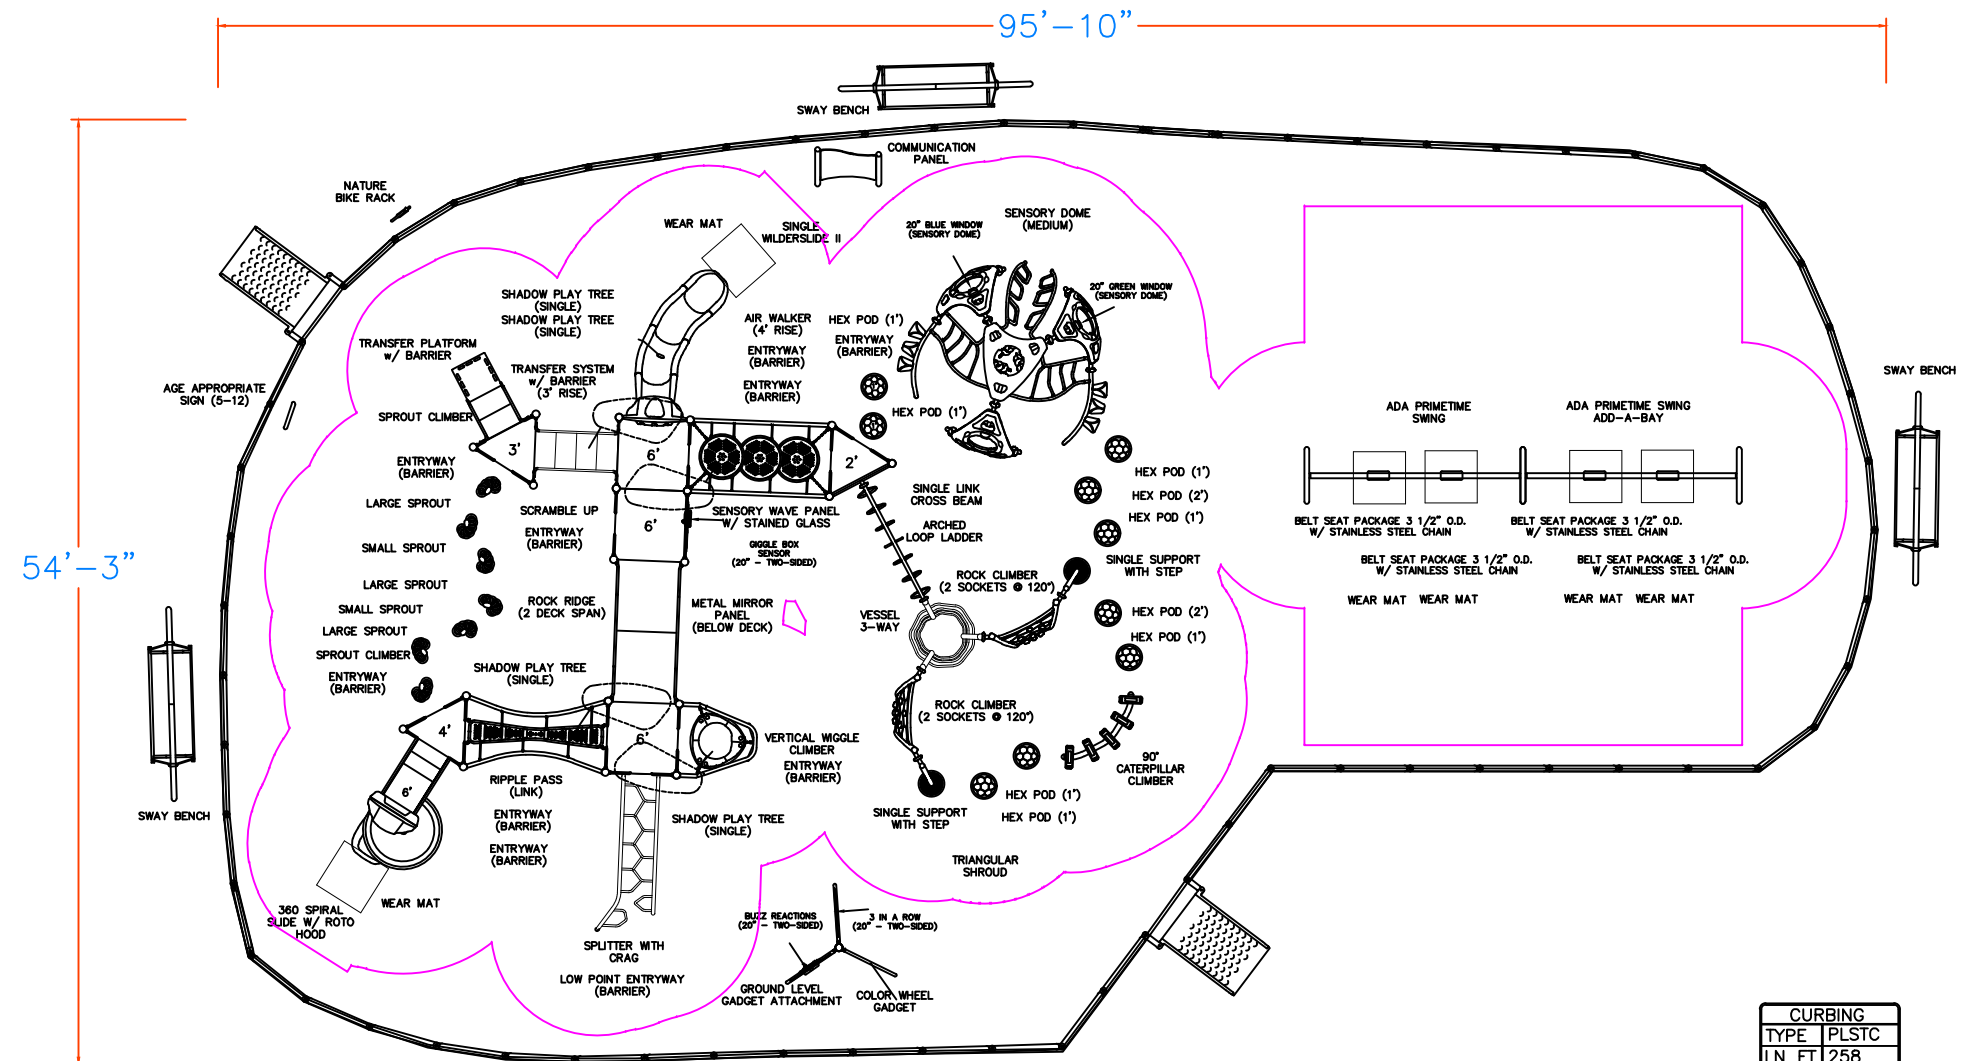 95'-10"
SWAY BENCH
COMMUNICATION
PANEL
NATURE
BIKE RACK
WEAR MAT
SINGLE
WILDERSLIDE II
20" BLUE WINDOW
(SENSORY DOME)
SENSORY DOME
(MEDIUM)
20" GREEN WINDOW
(SENSORY DOME)
SHADOW PLAY TREE
(SINGLE)
SHADOW PLAY TREE
(SINGLE)
AIR WALKER
(4' RISE)
ENTRYWAY
(BARRIER)
ENTRYWAY
(BARRIER)
HEX POD (1')
ENTRYWAY
(BARRIER)
HEX POD (1')
TRANSFER PLATFORM
w/ BARRIER
TRANSFER SYSTEM
w/ BARRIER
(3' RISE)
AGE APPROPRIATE
SIGN (5-12)
SPROUT CLIMBER
3'
6'
2'
ENTRYWAY
(BARRIER)
LARGE SPROUT
SCRAMBLE UP
ENTRYWAY
(BARRIER)
6'
SENSORY WAVE PANEL
W/ STAINED GLASS
GIGGLE BOX
SENSOR
(20" - TWO-SIDED)
SINGLE LINK
CROSS BEAM
ARCHED
LOOP LADDER
HEX POD (1')
HEX POD (2')
HEX POD (1')
SINGLE SUPPORT
WITH STEP
ROCK CLIMBER
(2 SOCKETS @ 120°)
ADA PRIMETIME
SWING
ADA PRIMETIME SWING
ADD-A-BAY
SWAY BENCH
BELT SEAT PACKAGE 3 1/2" O.D.
W/ STAINLESS STEEL CHAIN
BELT SEAT PACKAGE 3 1/2" O.D.
W/ STAINLESS STEEL CHAIN
BELT SEAT PACKAGE 3 1/2" O.D.
W/ STAINLESS STEEL CHAIN
BELT SEAT PACKAGE 3 1/2" O.D.
W/ STAINLESS STEEL CHAIN
WEAR MAT
WEAR MAT
WEAR MAT
WEAR MAT
54'-3"
SMALL SPROUT
LARGE SPROUT
SMALL SPROUT
LARGE SPROUT
SPROUT CLIMBER
ENTRYWAY
(BARRIER)
ROCK RIDGE
(2 DECK SPAN)
METAL MIRROR
PANEL
(BELOW DECK)
VESSEL
3-WAY
HEX POD (2')
HEX POD (1')
SHADOW PLAY TREE
(SINGLE)
ROCK CLIMBER
(2 SOCKETS @ 120°)
4'
6'
6'
VERTICAL WIGGLE
CLIMBER
ENTRYWAY
(BARRIER)
90°
CATERPILLAR
CLIMBER
RIPPLE PASS
(LINK)
ENTRYWAY
(BARRIER)
ENTRYWAY
(BARRIER)
SHADOW PLAY TREE
(SINGLE)
SINGLE SUPPORT
WITH STEP
HEX POD (1')
HEX POD (1')
SWAY BENCH
TRIANGULAR
SHROUD
WEAR MAT
360 SPIRAL
SLIDE W/ ROTO
HOOD
SPLITTER WITH
CRAG
LOW POINT ENTRYWAY
(BARRIER)
BUZZ REACTIONS
(20" - TWO-SIDED)
3 IN A ROW
(20" - TWO-SIDED)
GROUND LEVEL
GADGET ATTACHMENT
COLOR WHEEL
GADGET
CURBING
TYPE PLSTC
LN. FT 258